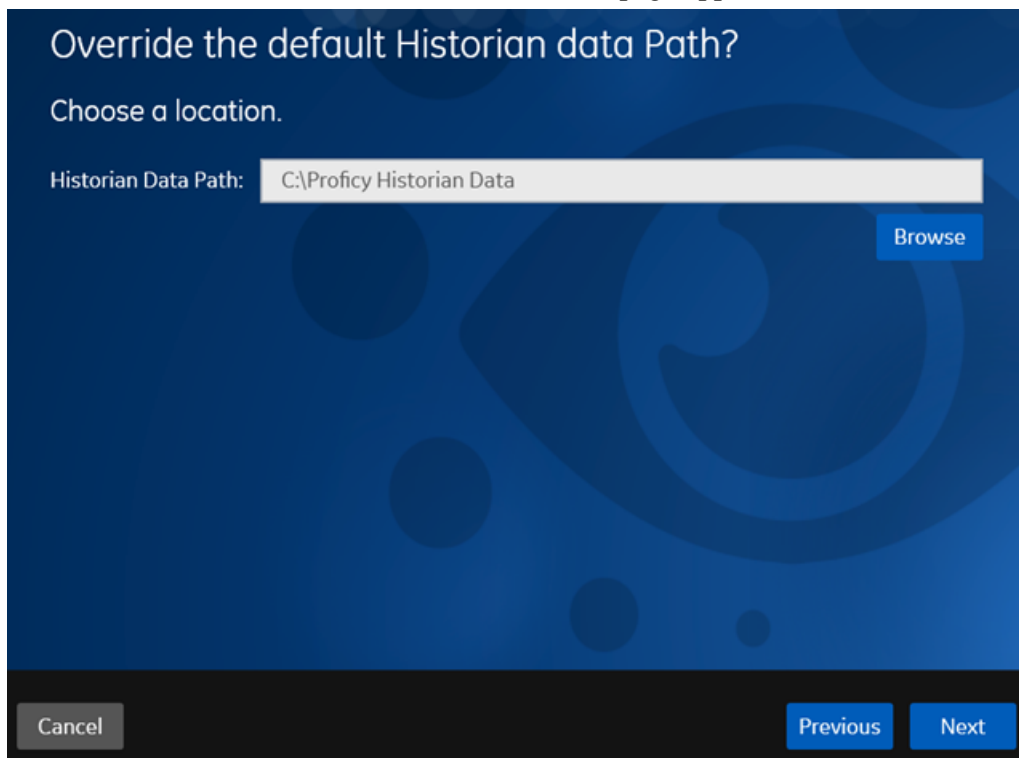 Override the default Historian data Path?
Choose a location.
Historian Data Path: C:\Proficy Historian Data
Browse
Cancel Previous Next